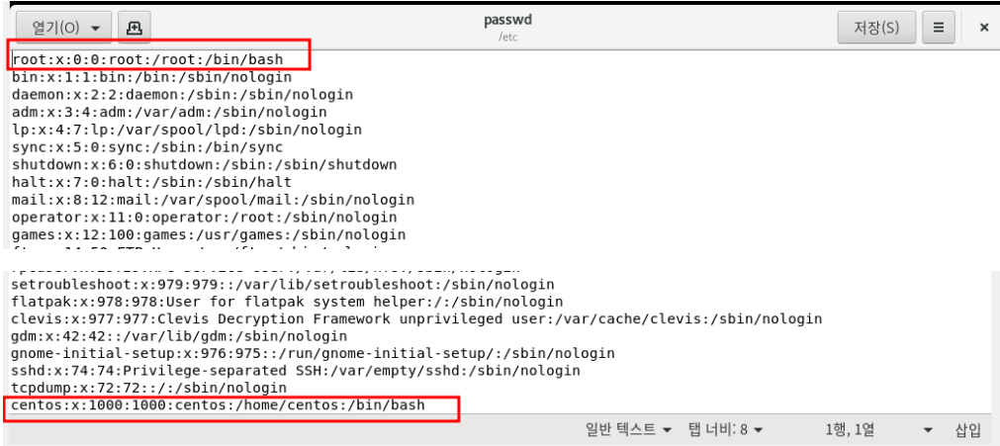 열기(O)
passwd
/etc
저장(S)
root:x:0:0:root:/root:/bin/bash
bin:x:1:1:bin:/bin:/sbin/nologin
daemon:x:2:2:daemon:/sbin:/sbin/nologin
adm:x:3:4:adm:/var/adm:/sbin/nologin
lp:x:4:7:lp:/var/spool/lpd:/sbin/nologin
sync:x:5:0:sync:/sbin:/bin/sync
shutdown:x:6:0:shutdown:/sbin:/sbin/shutdown
halt:x:7:0:halt:/sbin:/sbin/halt
mail:x:8:12:mail:/var/spool/mail:/sbin/nologin
operator:x:11:0:operator:/root:/sbin/nologin
games:x:12:100:games:/usr/games:/sbin/nologin
setroubleshoot:x:979:979::/var/lib/setroubleshoot:/sbin/nologin
flatpak:x:978:978:User for flatpak system helper:/:/sbin/nologin
clevis:x:977:977:Clevis Decryption Framework unprivileged user:/var/cache/clevis:/sbin/nologin
gdm:x:42:42::/var/lib/gdm:/sbin/nologin
gnome-initial-setup:x:976:975::/run/gnome-initial-setup/:/sbin/nologin
sshd:x:74:74:Privilege-separated SSH:/var/empty/sshd:/sbin/nologin
tcpdump:x:72:72::/:/sbin/nologin
centos:x:1000:1000:centos:/home/centos:/bin/bash
일반 텍스트 탭 너비: 8 1행, 1열 삽입